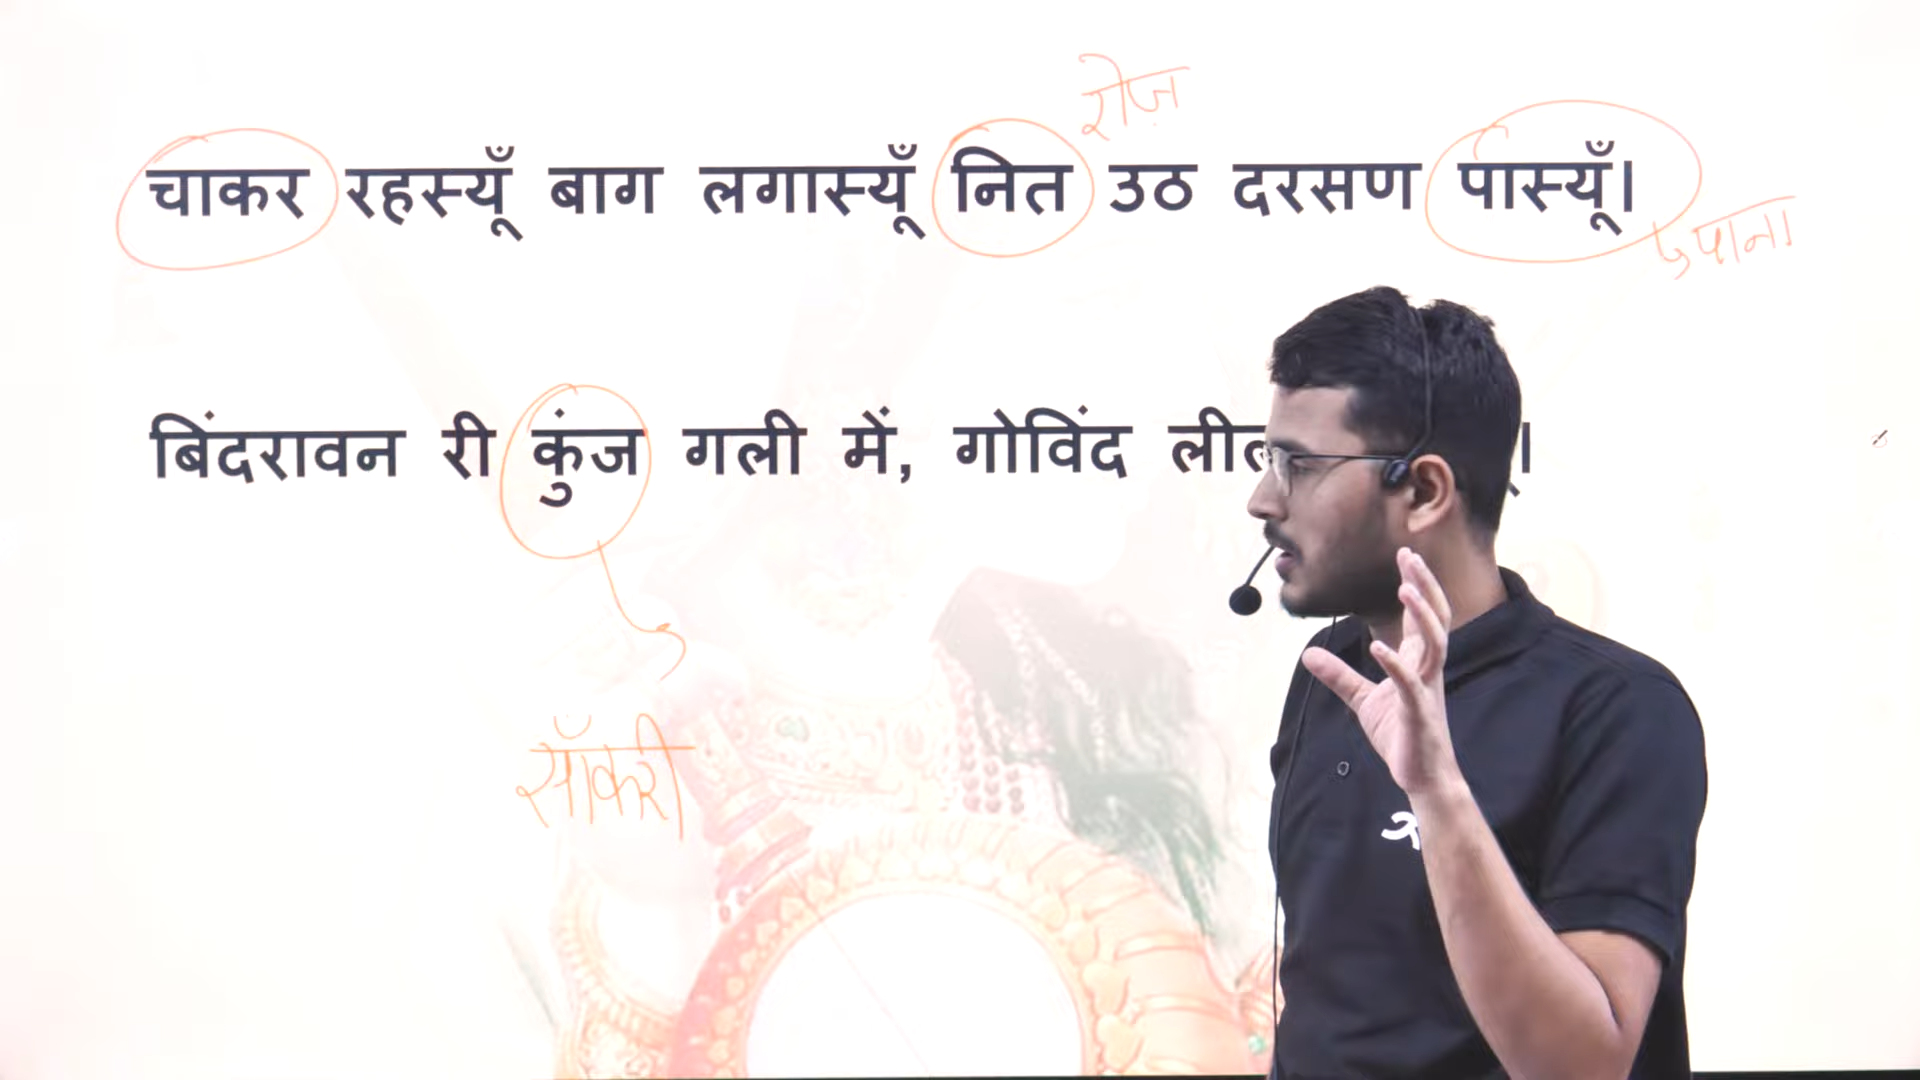 रोज़
चाकर रहस्यूँ बाग लगास्यूँ नित उठ दरसण पास्यूँ।
पाना
बिंदरावन री कुंज गली में, गोविंद
साँकरी